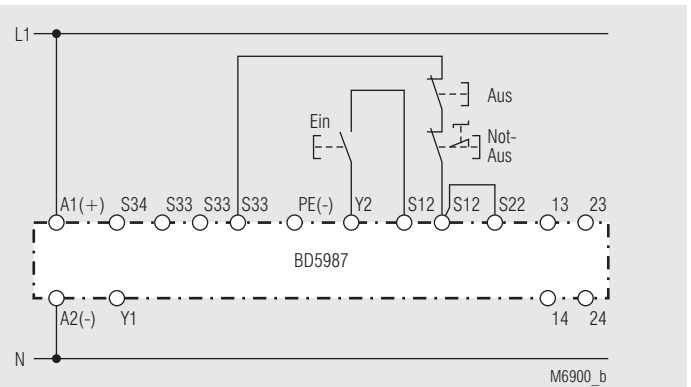 L1
Aus
Ein
Not-
Aus
A1(+) S34 S33 S33 S33 PE(-) Y2 S12 S12 S22 13 23
BD5987
A2(-) Y1 14 24
N
M6900_b